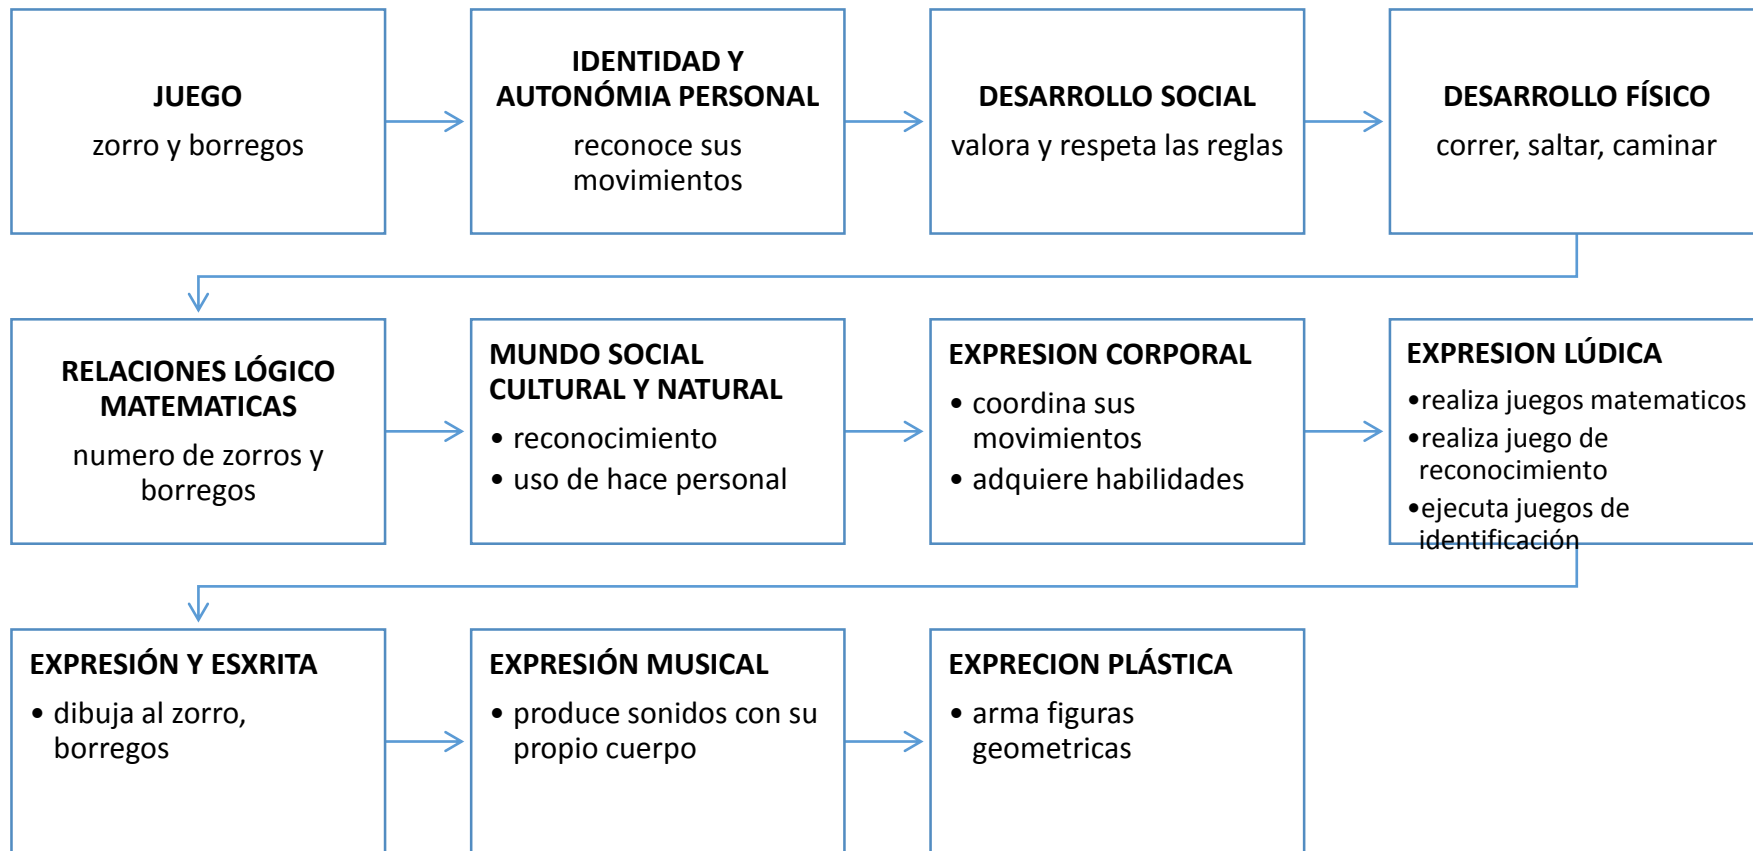 JUEGO
zorro y borregos
IDENTIDAD Y
AUTONÓMIA PERSONAL
reconoce sus
movimientos
DESARROLLO SOCIAL
valora y respeta las reglas
DESARROLLO FÍSICO
correr, saltar, caminar
RELACIONES LÓGICO
MATEMATICAS
numero de zorros y
borregos
MUNDO SOCIAL
CULTURAL Y NATURAL
• reconocimiento
• uso de hace personal
EXPRESION CORPORAL
• coordina sus
movimientos
• adquiere habilidades
EXPRESION LÚDICA
•realiza juegos matematicos
•realiza juego de
reconocimiento
•ejecuta juegos de
identificación
EXPRESIÓN Y ESXRITA
• dibuja al zorro,
borregos
EXPRESIÓN MUSICAL
• produce sonidos con su
propio cuerpo
EXPRECION PLÁSTICA
• arma figuras
geometricas